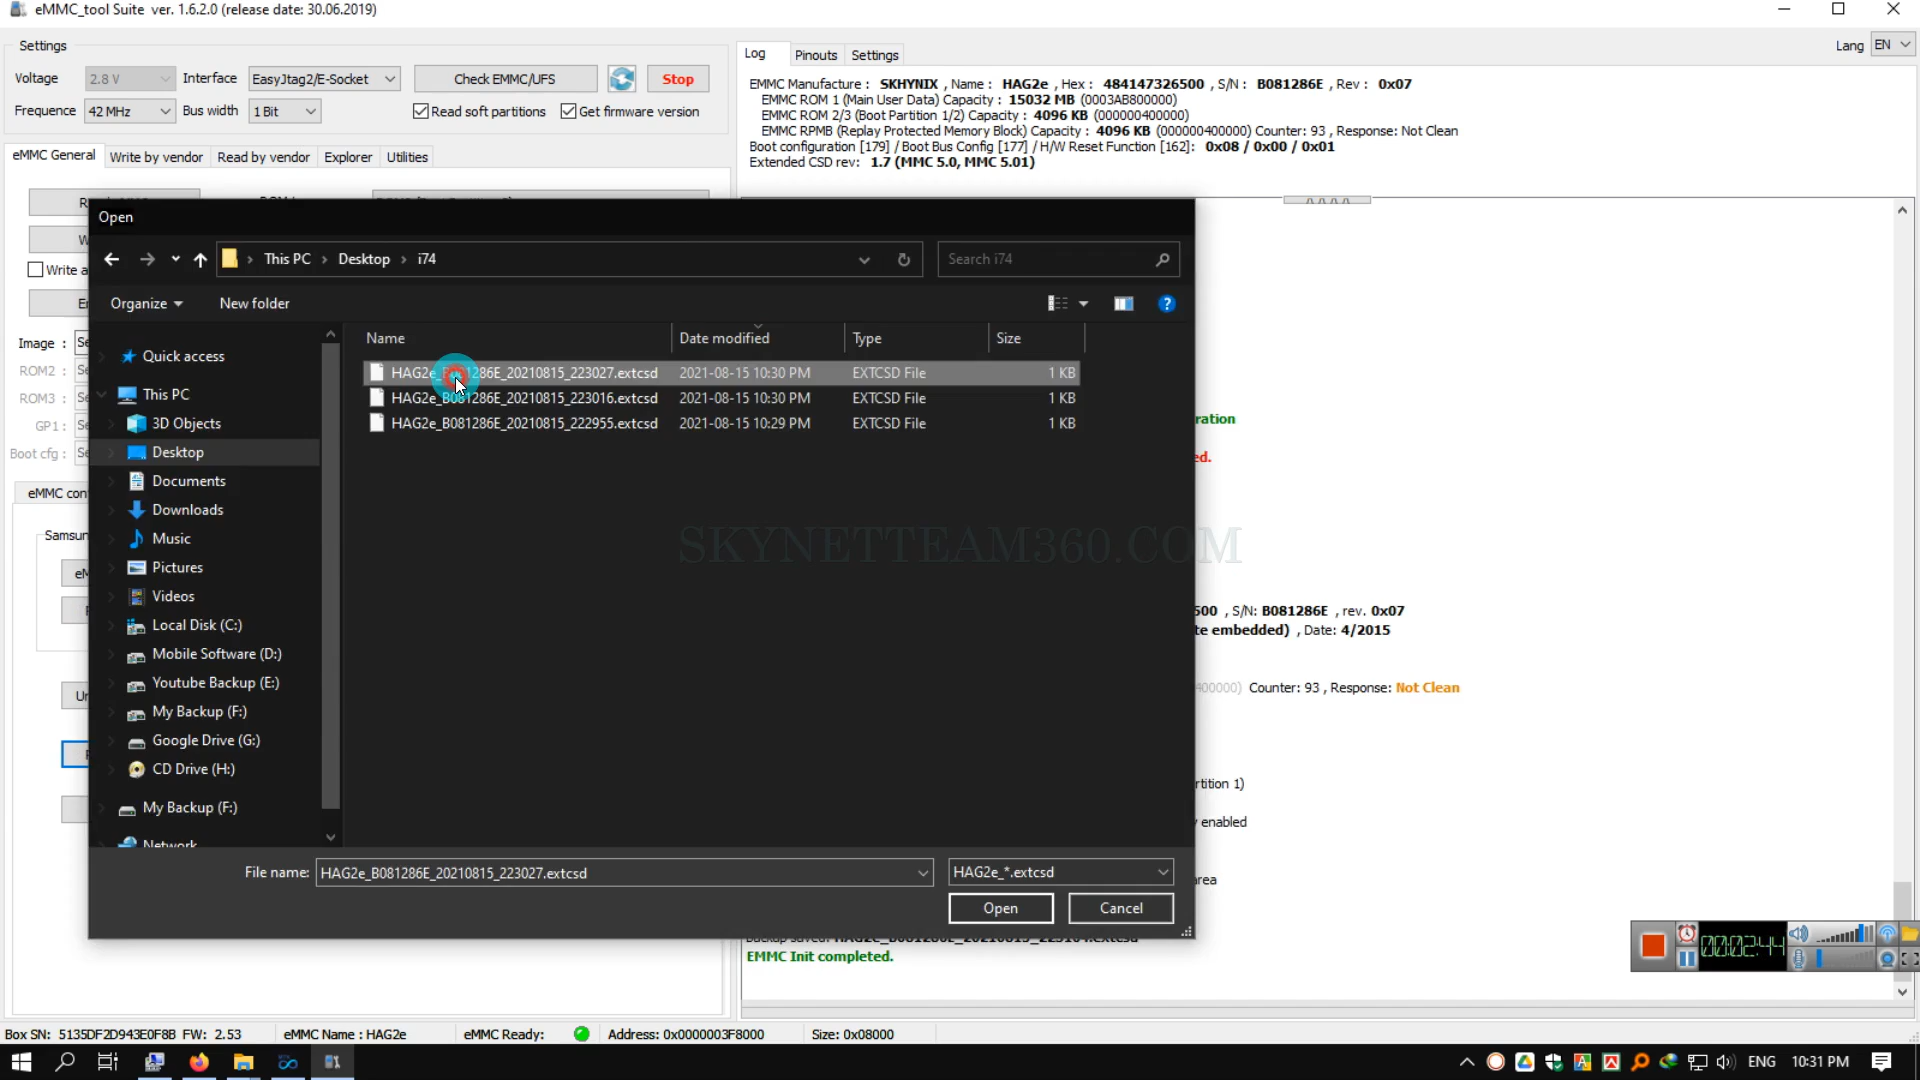 eMMC_tool Suite ver. 1.6.2.0 (release date: 30.06.2019)
Settings
Voltage 2.8 V Interface EasyJtag2/E-Socket Check EMMC/UFS Stop
Frequency 42 MHz Bus width 1 Bit Read soft partitions Get firmware version
eMMC General Write by vendor Read by vendor Explorer Utilities
Log Pinouts Settings Lang EN
EMMC Manufacture : SKHYNIX , Name : HAG2e , Hex : 484147326500 , S/N : B081286E , Rev : 0x07
EMMC ROM 1 (Main User Data) Capacity : 15032 MB (0003AB800000)
EMMC ROM 2/3 (Boot Partition 1/2) Capacity : 4096 KB (000000400000)
EMMC RPMB (Replay Protected Memory Block) Capacity : 4096 KB (000000400000) Counter: 93 , Response: Not Clean
Boot configuration [179] / Boot Bus Config [177] / H/W Reset Function [162]: 0x08 / 0x00 / 0x01
Extended CSD rev: 1.7 (MMC 5.0, MMC 5.01)
Write a
Image :
ROM2 :
ROM3 :
GP1 :
Boot cfg :
eMMC con
Samsun
Open
This PC > Desktop > i74
Search i74
Organize New folder
Name Date modified Type Size
HAG2e_B081286E_20210815_223027.extcsd 2021-08-15 10:30 PM EXTCSD File 1 KB
HAG2e_B081286E_20210815_223016.extcsd 2021-08-15 10:30 PM EXTCSD File 1 KB
HAG2e_B081286E_20210815_222955.extcsd 2021-08-15 10:29 PM EXTCSD File 1 KB
Quick access
This PC
3D Objects
Desktop
Documents
Downloads
Music
Pictures
Videos
Local Disk (C:)
Mobile Software (D:)
Youtube Backup (E:)
My Backup (F:)
Google Drive (G:)
CD Drive (H:)
My Backup (F:)
Network
SKYNETTEAM360.COM
File name: HAG2e_B081286E_20210815_223027.extcsd HAG2e_*.extcsd
Open Cancel
ration
ed.
500 , S/N: B081286E , rev. 0x07
te embedded) , Date: 4/2015
400000) Counter: 93 , Response: Not Clean
rtition 1)
y enabled
area
EMMC Init completed.
00:02:44
Box SN: 5135DF2D943E0F8B FW: 2.53 eMMC Name : HAG2e eMMC Ready: Address: 0x0000003F8000 Size: 0x08000
ENG 10:31 PM